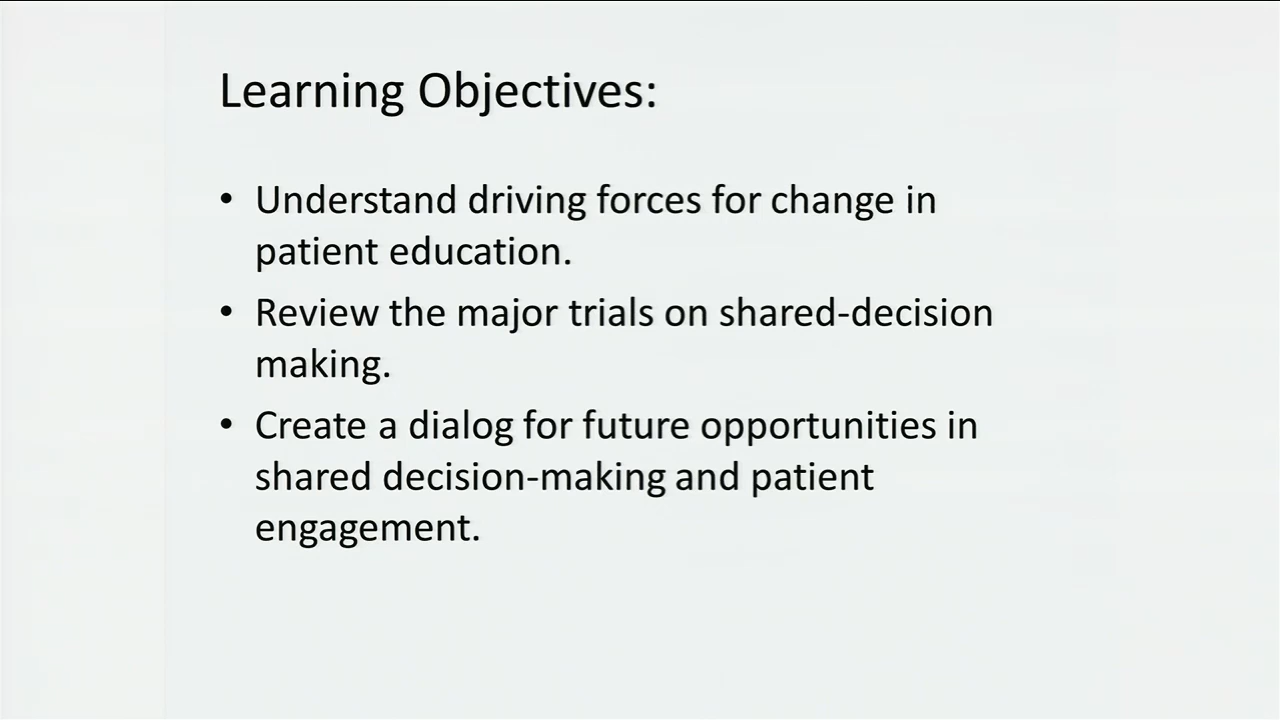 Learning Objectives:
• Understand driving forces for change in
patient education.
• Review the major trials on shared-decision
making.
• Create a dialog for future opportunities in
shared decision-making and patient
engagement.